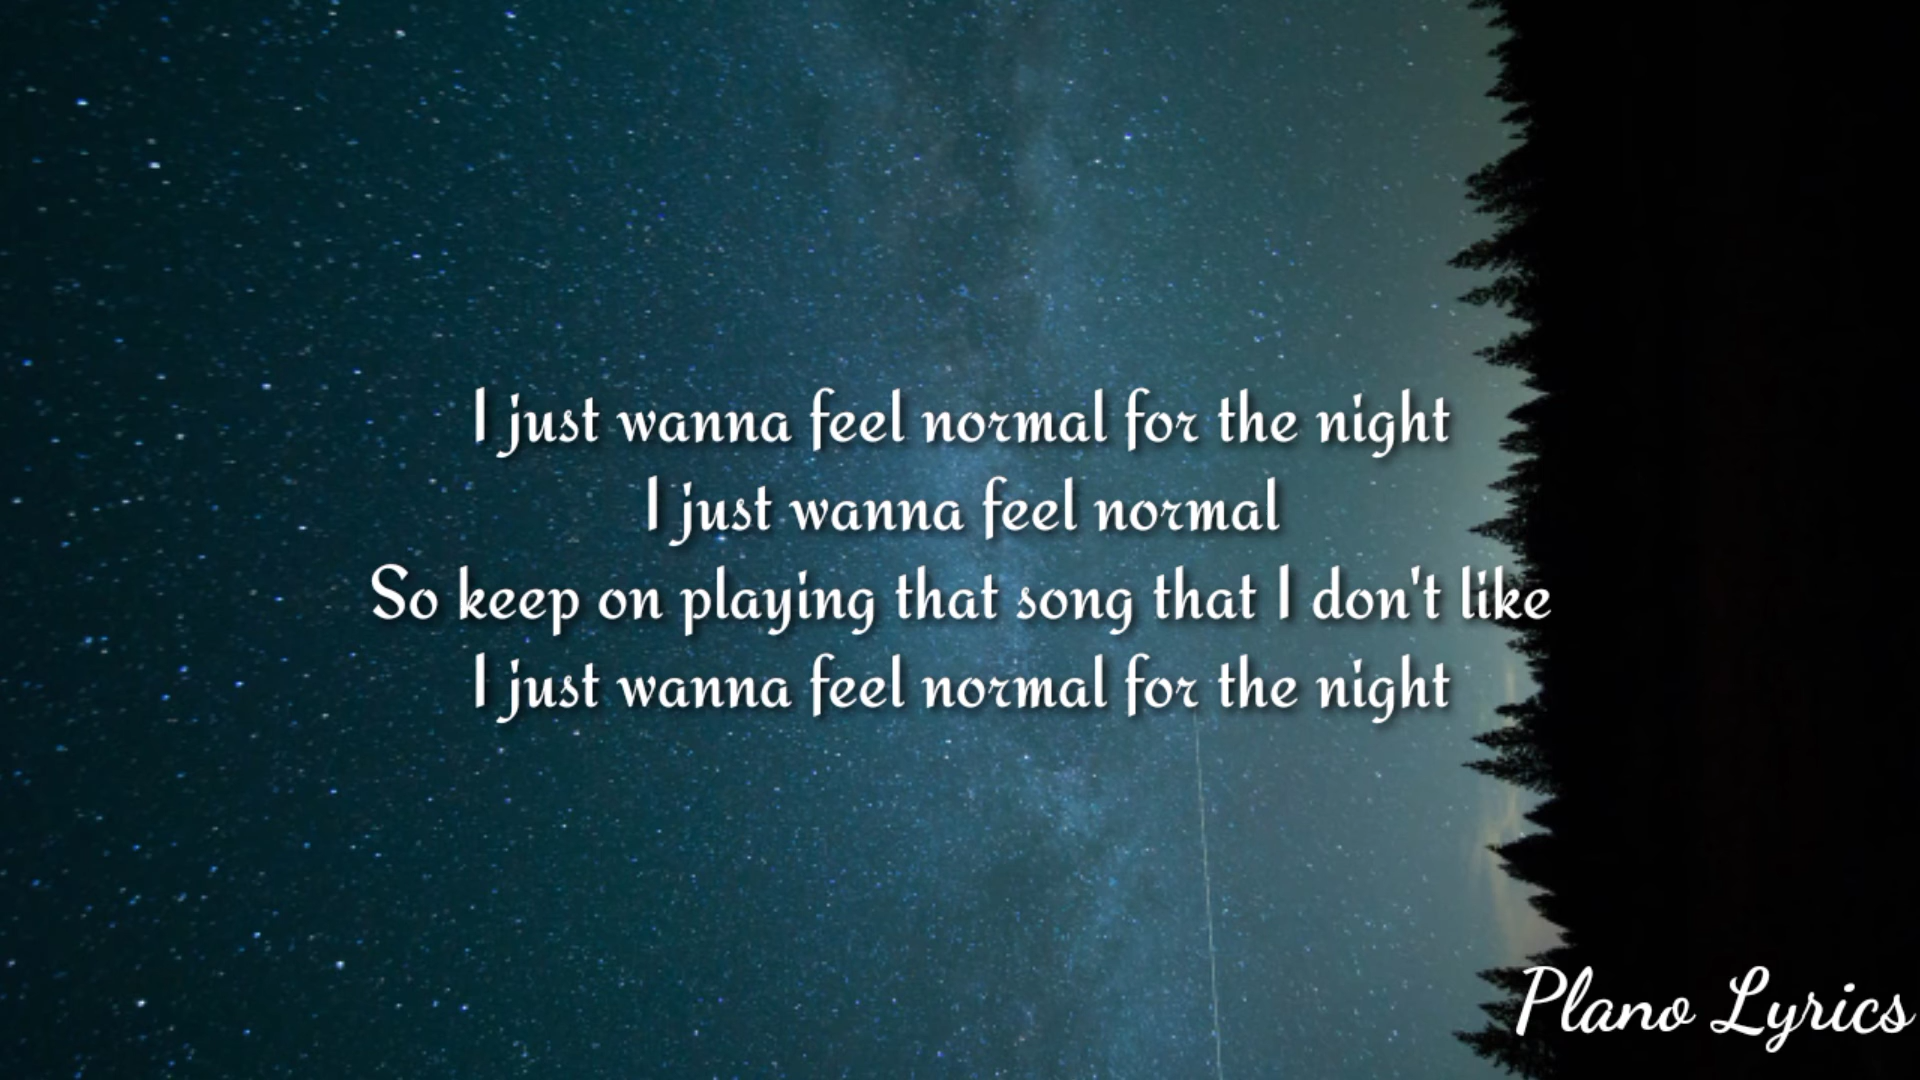 I just wanna feel normal for the night
I just wanna feel normal
So keep on playing that song that I don't like
I just wanna feel normal for the night
Plano Lyrics